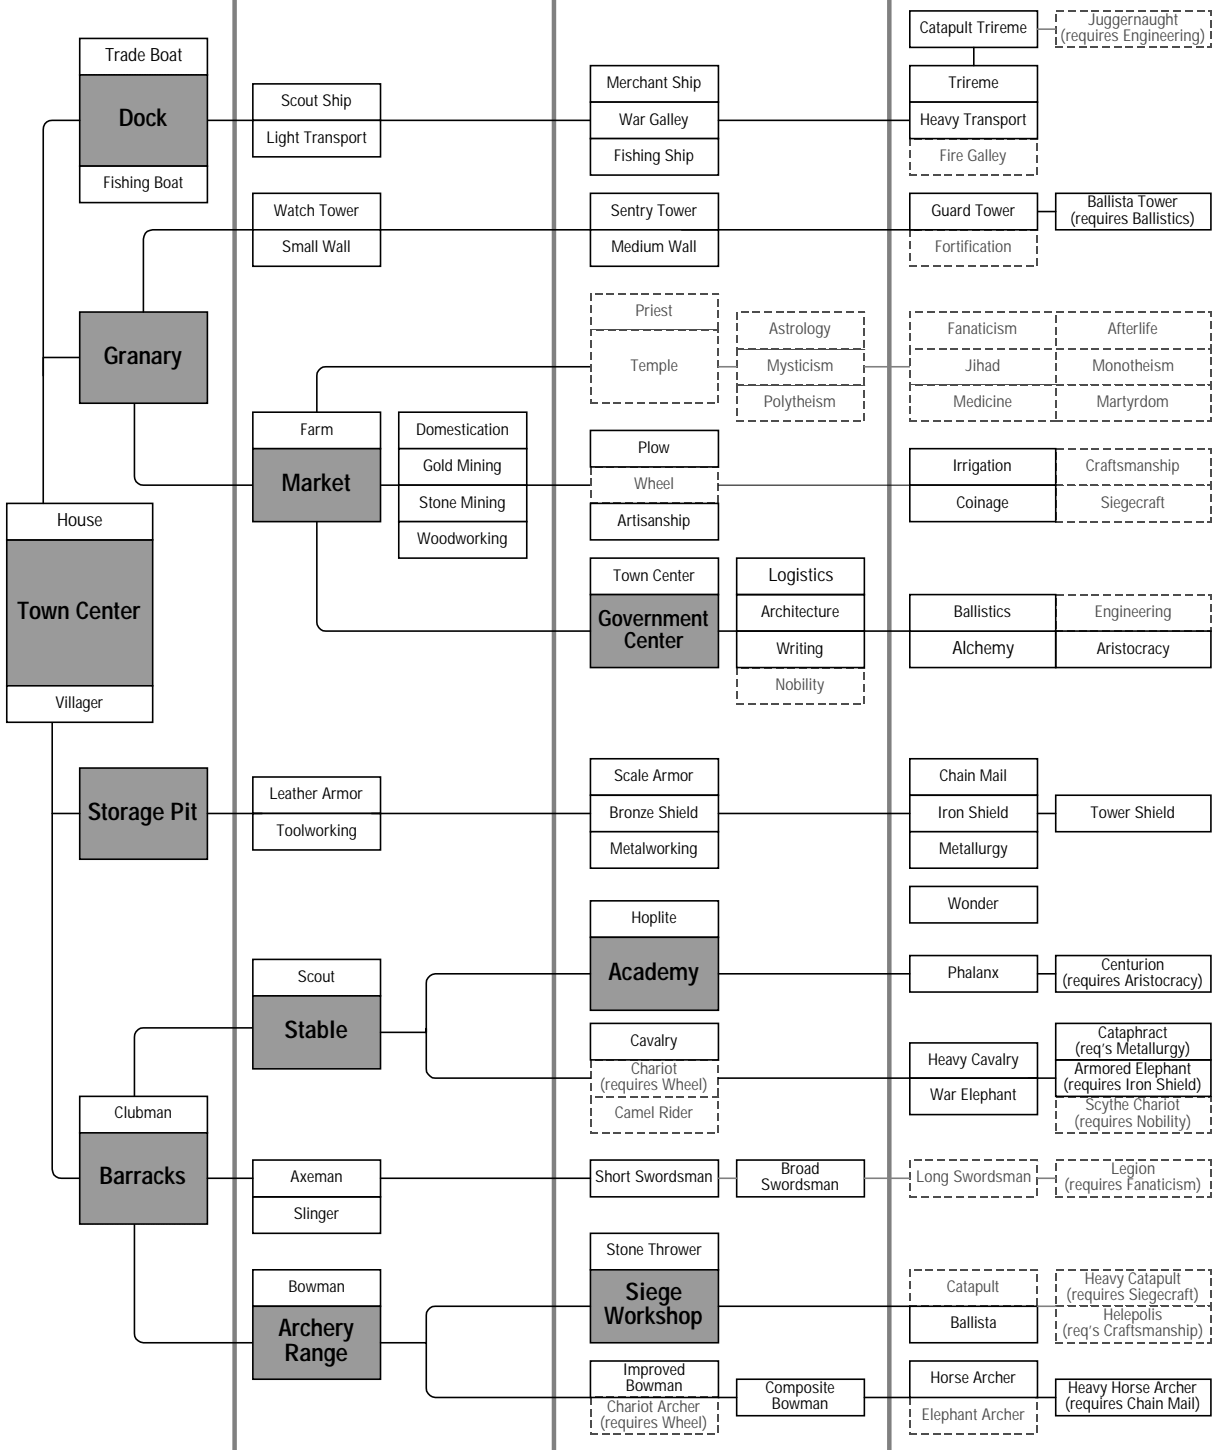 Catapult Trireme
Juggernaught
(requires Engineering)
Trade Boat
Dock
Fishing Boat
Scout Ship
Light Transport
Merchant Ship
War Galley
Fishing Ship
Trireme
Heavy Transport
Fire Galley
Watch Tower
Small Wall
Sentry Tower
Medium Wall
Guard Tower
Fortification
Ballista Tower
(requires Ballistics)
Granary
Priest
Temple
Astrology
Mysticism
Polytheism
Fanaticism
Jihad
Medicine
Afterlife
Monotheism
Martyrdom
Farm
Market
Domestication
Gold Mining
Stone Mining
Woodworking
Plow
Wheel
Artisanship
Irrigation
Coinage
Craftsmanship
Siegecraft
House
Town Center
Villager
Town Center
Government
Center
Logistics
Architecture
Writing
Nobility
Ballistics
Alchemy
Engineering
Aristocracy
Storage Pit
Leather Armor
Toolworking
Scale Armor
Bronze Shield
Metalworking
Chain Mail
Iron Shield
Metallurgy
Tower Shield
Wonder
Hoplite
Academy
Phalanx
Centurion
(requires Aristocracy)
Scout
Stable
Cavalry
Chariot
(requires Wheel)
Camel Rider
Heavy Cavalry
War Elephant
Cataphract
(req's Metallurgy)
Armored Elephant
(requires Iron Shield)
Scythe Chariot
(requires Nobility)
Clubman
Barracks
Axeman
Slinger
Short Swordsman
Broad
Swordsman
Long Swordsman
Legion
(requires Fanaticism)
Stone Thrower
Siege
Workshop
Catapult
Ballista
Heavy Catapult
(requires Siegecraft)
Helepolis
(req's Craftsmanship)
Bowman
Archery
Range
Improved
Bowman
Chariot Archer
(requires Wheel)
Composite
Bowman
Horse Archer
Elephant Archer
Heavy Horse Archer
(requires Chain Mail)